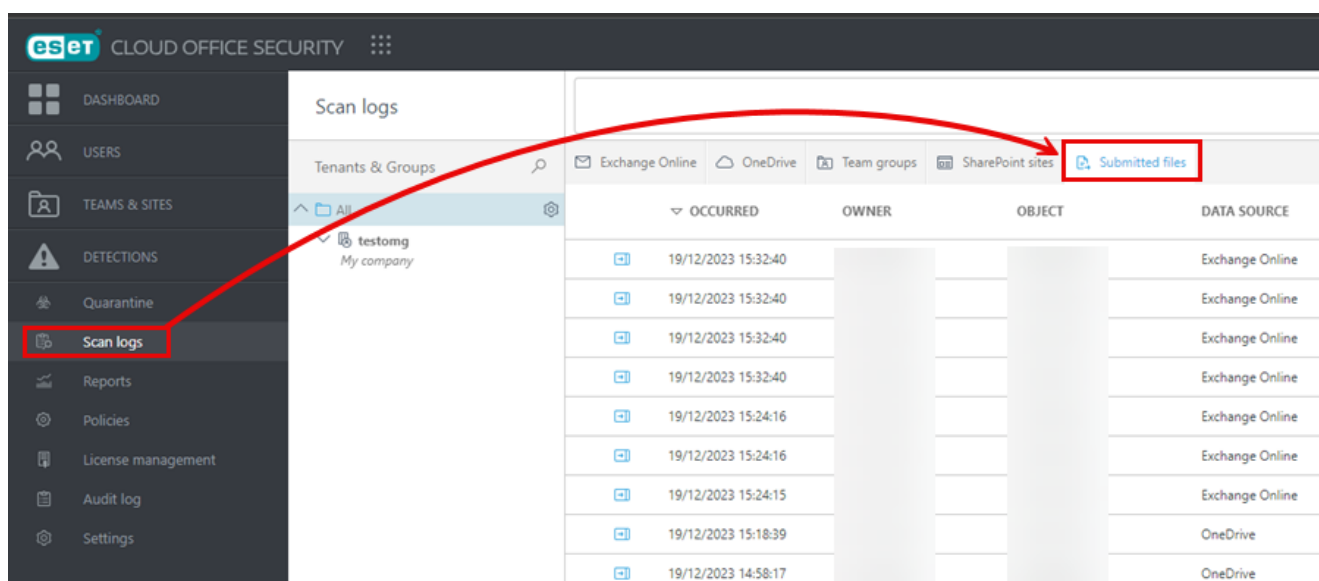 eset CLOUD OFFICE SECURITY
DASHBOARD
USERS
TEAMS & SITES
DETECTIONS
Quarantine
Scan logs
Reports
Policies
License management
Audit log
Settings
Scan logs
Tenants & Groups
All
testomg
My company
Exchange Online OneDrive Team groups SharePoint sites Submitted files
OCCURRED OWNER OBJECT DATA SOURCE
19/12/2023 15:32:40 Exchange Online
19/12/2023 15:32:40 Exchange Online
19/12/2023 15:32:40 Exchange Online
19/12/2023 15:32:40 Exchange Online
19/12/2023 15:24:16 Exchange Online
19/12/2023 15:24:16 Exchange Online
19/12/2023 15:24:15 Exchange Online
19/12/2023 15:18:39 OneDrive
19/12/2023 14:58:17 OneDrive